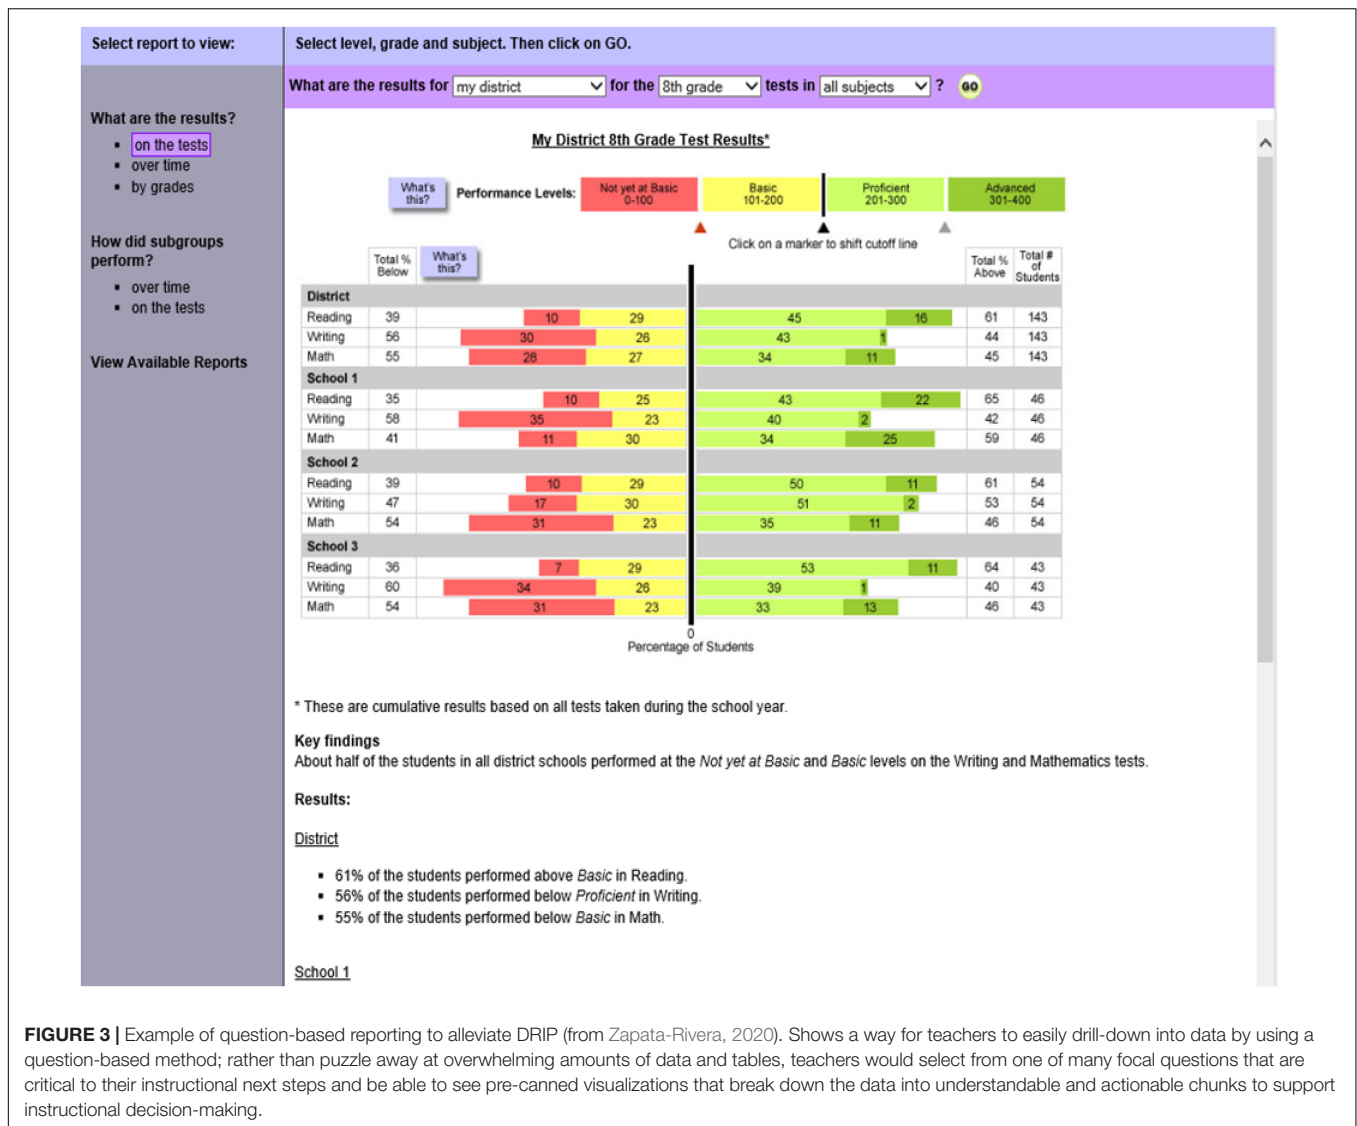 Select report to view:
Select level, grade and subject. Then click on GO.
What are the results for my district for the 8th grade tests in all subjects ? GO
What are the results?
▪ on the tests
▪ over time
▪ by grades
How did subgroups
perform?
▪ over time
▪ on the tests
View Available Reports
My District 8th Grade Test Results*
What's
this?
Performance Levels:
Not yet at Basic
0-100
Basic
101-200
Proficient
201-300
Advanced
301-400
Click on a marker to shift cutoff line
Total %
Below
What's
this?
Total %
Above
Total #
of
Students
District
Reading 39 10 29 45 16 61 143
Writing 56 30 26 43 1 44 143
Math 55 28 27 34 11 45 143
School 1
Reading 35 10 25 43 22 65 46
Writing 58 35 23 40 2 42 46
Math 41 11 30 34 25 59 46
School 2
Reading 39 10 29 50 11 61 54
Writing 47 17 30 51 2 53 54
Math 54 31 23 35 11 46 54
School 3
Reading 36 7 29 53 11 64 43
Writing 60 34 26 39 1 40 43
Math 54 31 23 33 13 46 43
0
Percentage of Students
* These are cumulative results based on all tests taken during the school year.
Key findings
About half of the students in all district schools performed at the Not yet at Basic and Basic levels on the Writing and Mathematics tests.
Results:
District
▪ 61% of the students performed above Basic in Reading.
▪ 56% of the students performed below Proficient in Writing.
▪ 55% of the students performed below Basic in Math.
School 1
FIGURE 3 | Example of question-based reporting to alleviate DRIP (from Zapata-Rivera, 2020). Shows a way for teachers to easily drill-down into data by using a
question-based method; rather than puzzle away at overwhelming amounts of data and tables, teachers would select from one of many focal questions that are
critical to their instructional next steps and be able to see pre-canned visualizations that break down the data into understandable and actionable chunks to support
instructional decision-making.